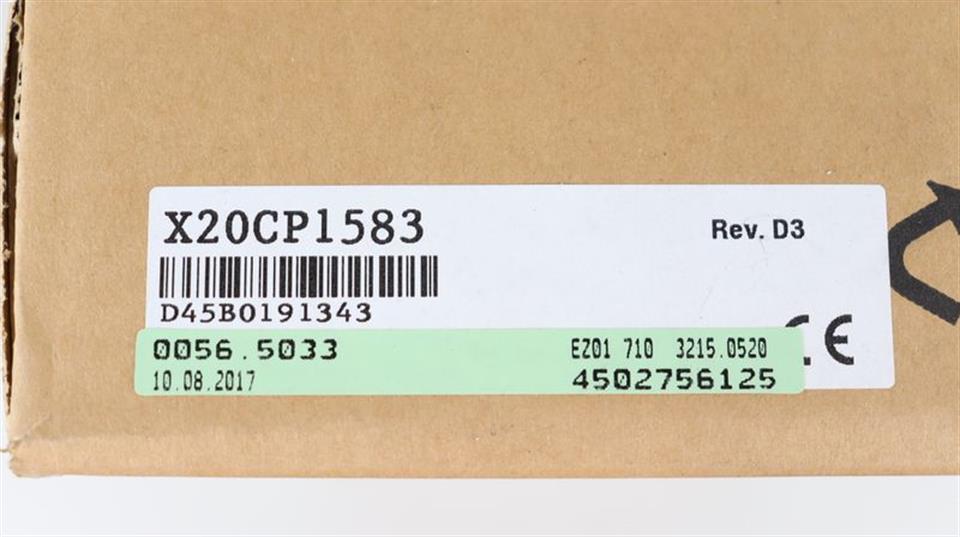 X20CP1583
Rev. D3
D45B0191343
CE
0056.5033
EZ01 710 3215.0520
10.08.2017
4502756125